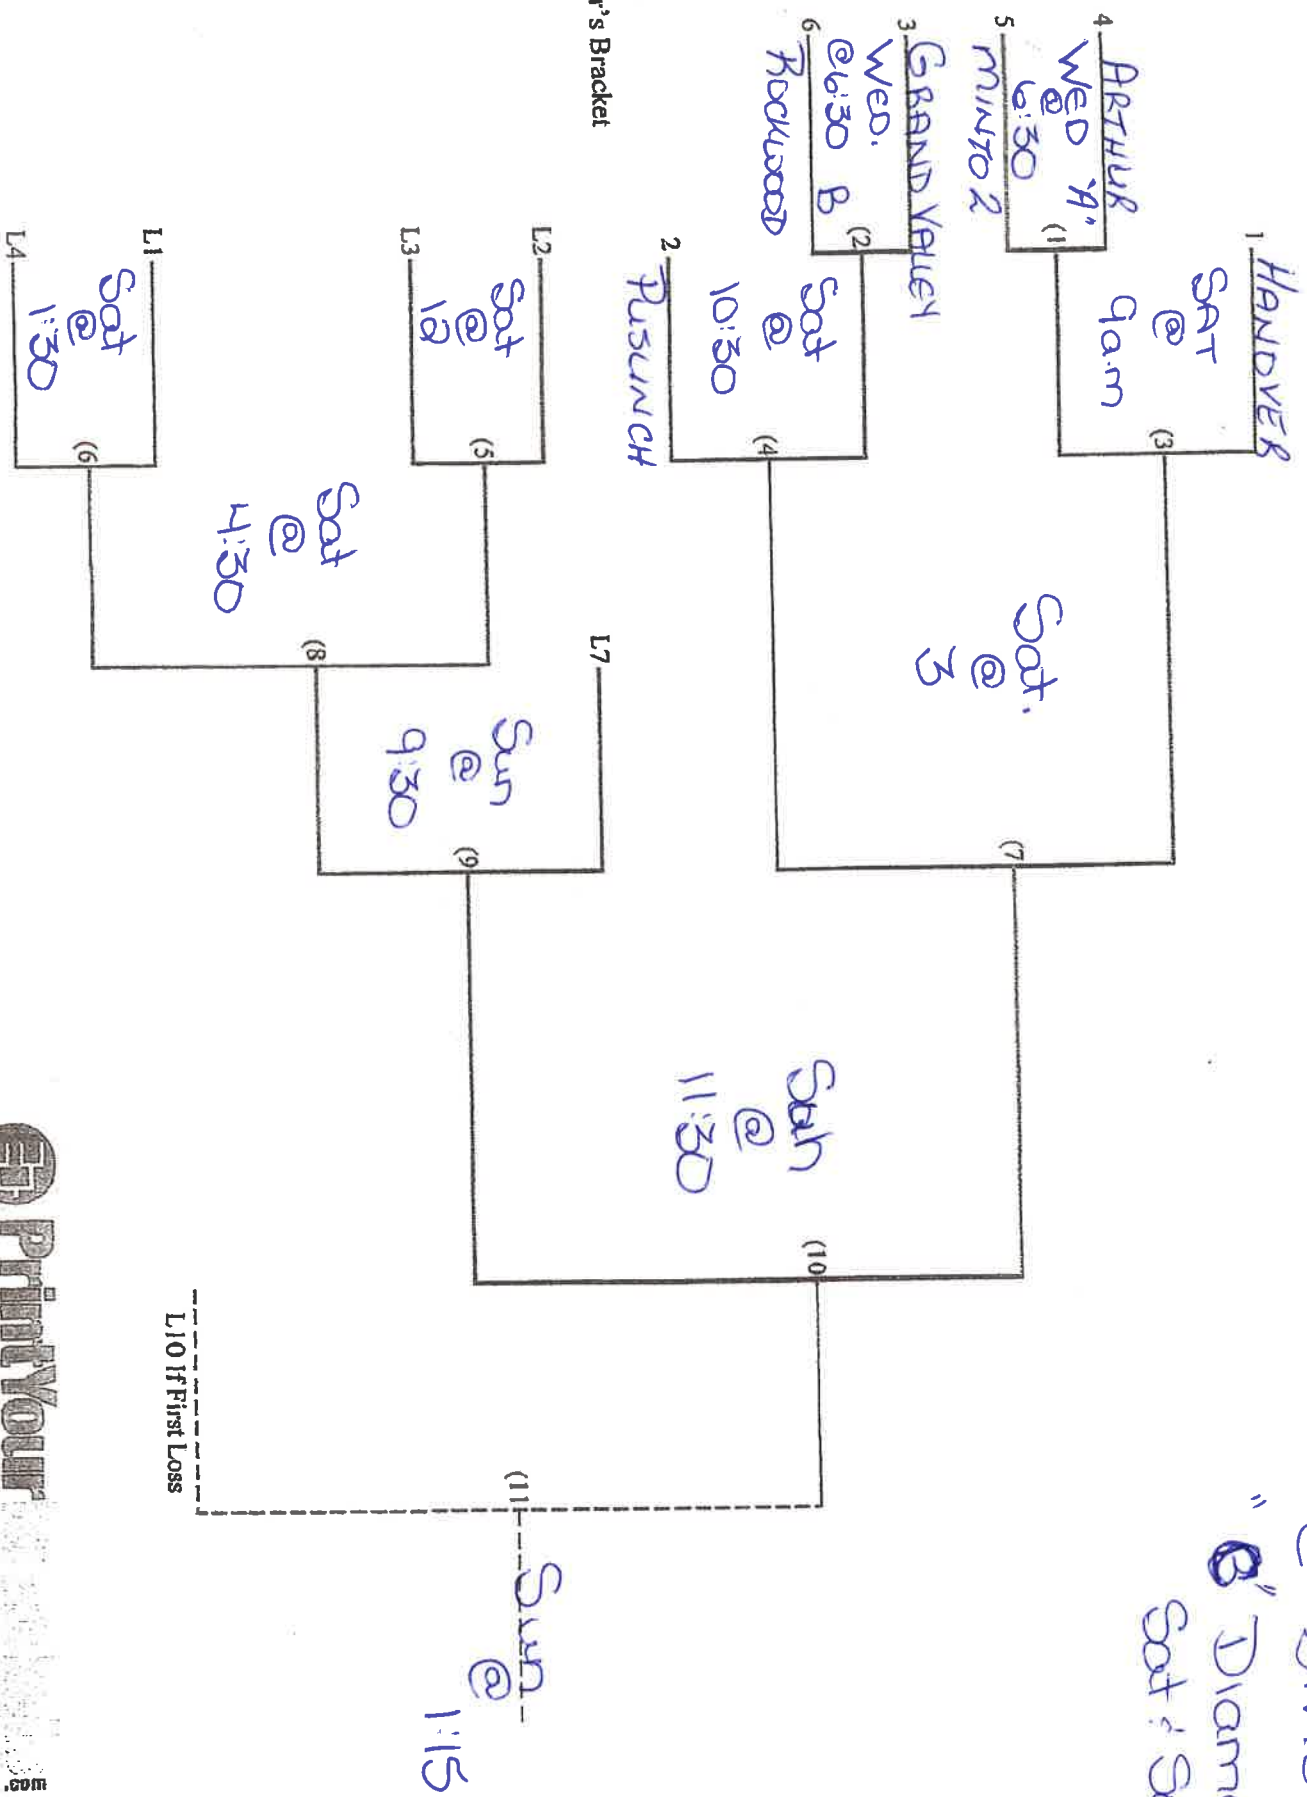 " C
"B" Diam
Sat & S
1 HANOVER
SAT
@
9am
(3
4 ARTHUR
WED "A"
@
6:30
(1
5 MINTO 2
Sat.
@
3
(7
3 GRAND VALLEY
WED.
@6:30 B
(2
6 ROCKWOOD
Sat
@
10:30
(4
2 PUSLINCH
Sun
@
11:30
(10
r's Bracket
L7
L2
Sat
@
12
(5
L3
Sun
@
9:30
(9
Sat
@
4:30
(8
L1
Sat
@
1:30
(6
L4
(11
Sun
@
1:15
L10 If First Loss
PrintYour
.com